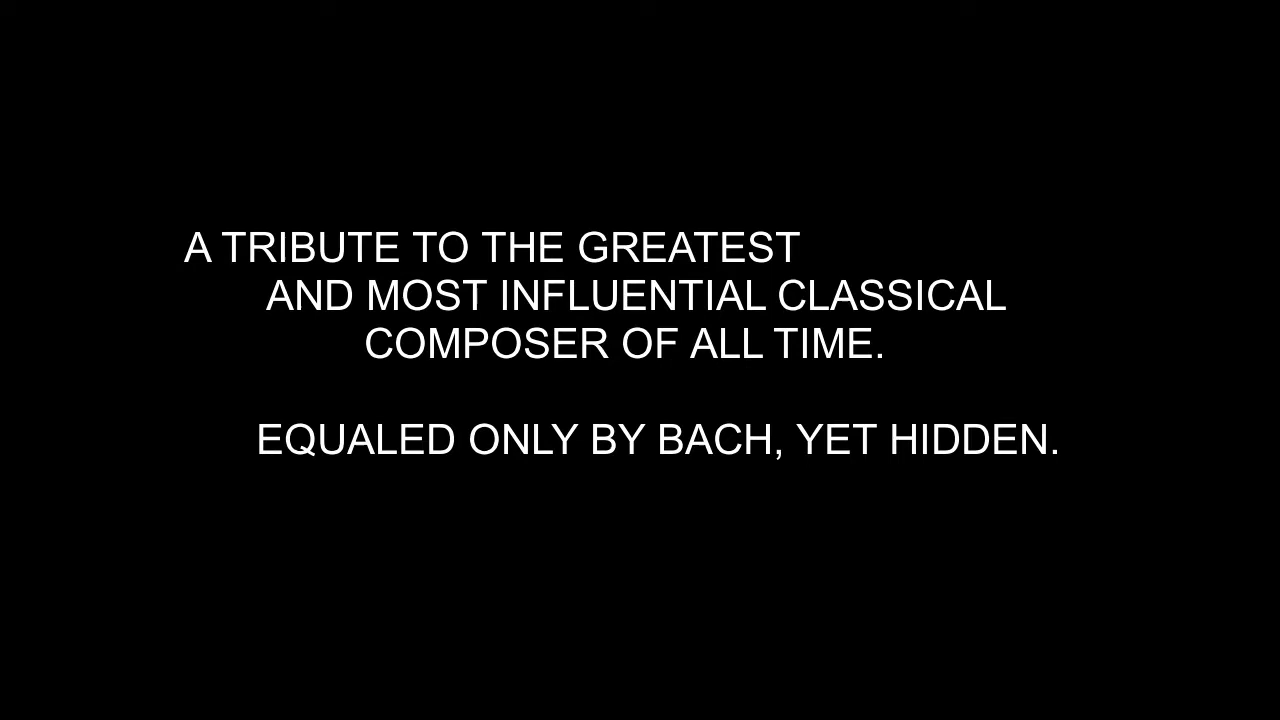 A TRIBUTE TO THE GREATEST
AND MOST INFLUENTIAL CLASSICAL
COMPOSER OF ALL TIME.
EQUALED ONLY BY BACH, YET HIDDEN.